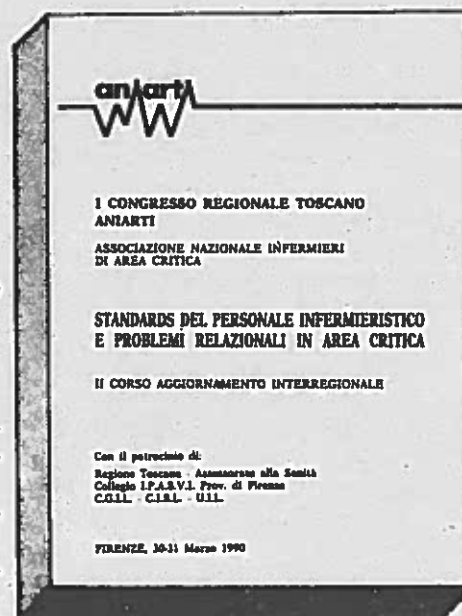 aniarti
I CONGRESSO REGIONALE TOSCANO
ANIARTI
ASSOCIAZIONE NAZIONALE INFERMIERI
DI AREA CRITICA
STANDARDS DEL PERSONALE INFERMIERISTICO
E PROBLEMI RELAZIONALI IN AREA CRITICA
II CORSO AGGIORNAMENTO INTERREGIONALE
Con il patrocinio di:
Regione Toscana - Assessorato alla Sanità
Collegio I.P.A.S.V.I. Prov. di Firenze
C.G.I.L. - C.I.S.L. - U.I.L.
FIRENZE, 30-31 Marzo 1990